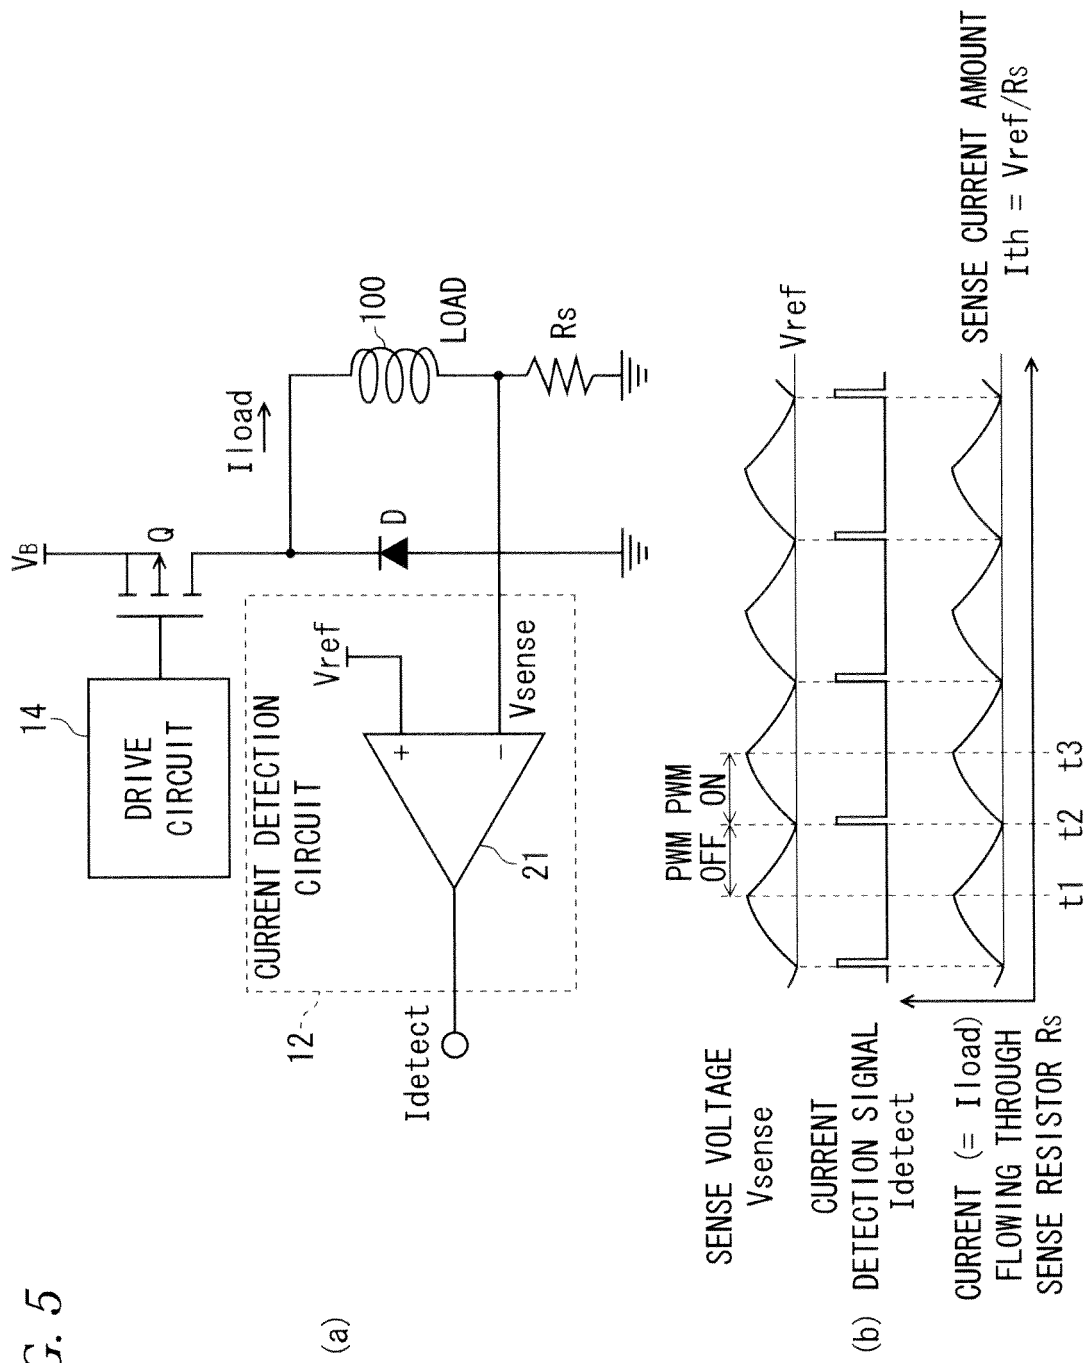 G. 5
(a)
VB
Q
14
DRIVE
CIRCUIT
Iload
100
LOAD
D
Rs
CURRENT DETECTION
CIRCUIT
Vref
+
−
Vsense
21
12
Idetect
(b)
SENSE VOLTAGE
Vsense
PWM
OFF
PWM
ON
Vref
CURRENT
DETECTION SIGNAL
Idetect
CURRENT (= Iload)
FLOWING THROUGH
SENSE RESISTOR Rs
SENSE CURRENT AMOUNT
Ith = Vref/Rs
t1
t2
t3